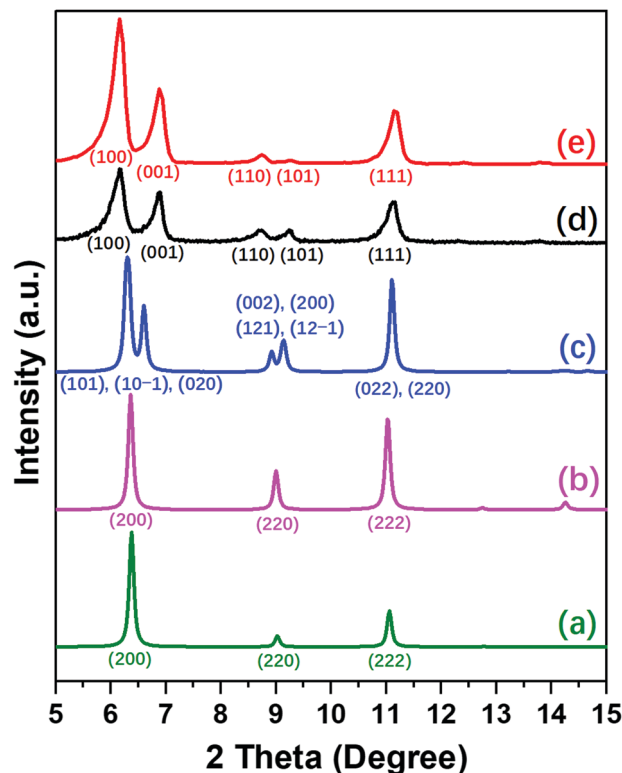 (e)
(100)
(001)
(110) (101)
(111)
(d)
(100)
(001)
(110)
(101)
(111)
(002), (200)
(121), (12−1)
(c)
(101), (10−1), (020)
(022), (220)
(b)
(200)
(220)
(222)
(a)
(200)
(220)
(222)
Intensity (a.u.)
5 6 7 8 9 10 11 12 13 14 15
2 Theta (Degree)